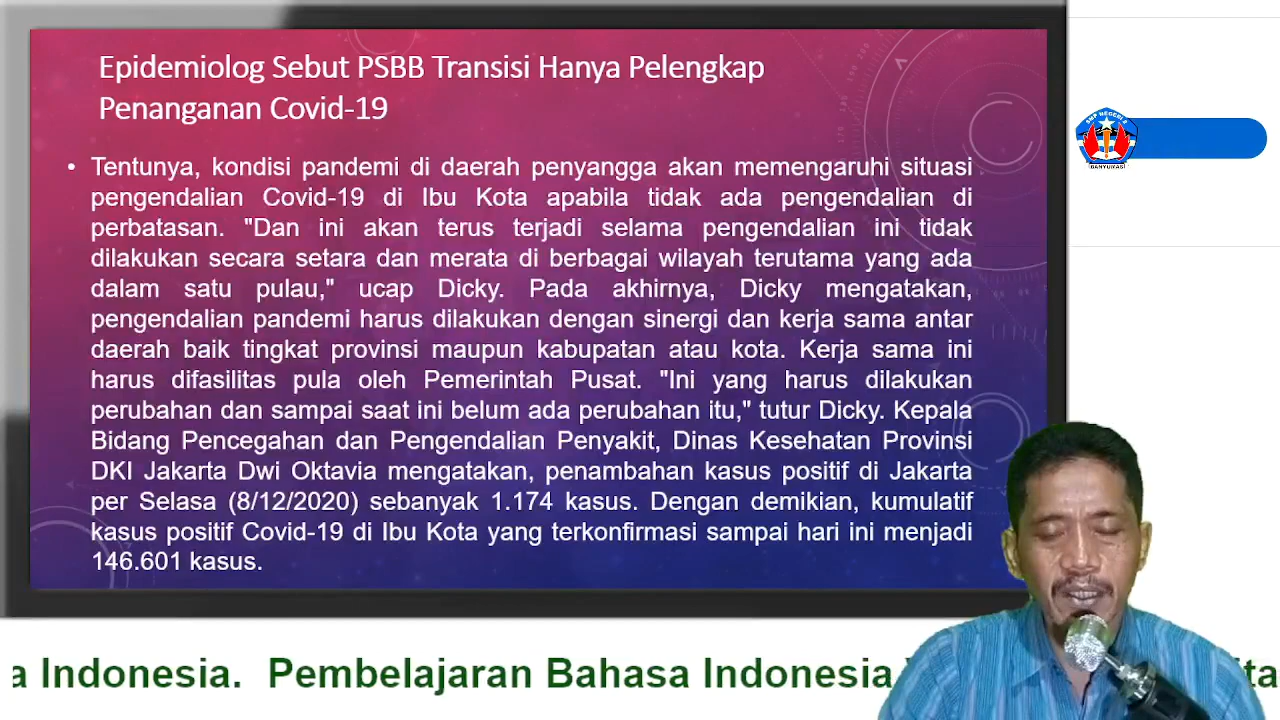 Epidemiolog Sebut PSBB Transisi Hanya Pelengkap
Penanganan Covid-19
• Tentunya, kondisi pandemi di daerah penyangga akan memengaruhi situasi
pengendalian Covid-19 di Ibu Kota apabila tidak ada pengendalian di
perbatasan. "Dan ini akan terus terjadi selama pengendalian ini tidak
dilakukan secara setara dan merata di berbagai wilayah terutama yang ada
dalam satu pulau," ucap Dicky. Pada akhirnya, Dicky mengatakan,
pengendalian pandemi harus dilakukan dengan sinergi dan kerja sama antar
daerah baik tingkat provinsi maupun kabupatan atau kota. Kerja sama ini
harus difasilitas pula oleh Pemerintah Pusat. "Ini yang harus dilakukan
perubahan dan sampai saat ini belum ada perubahan itu," tutur Dicky. Kepala
Bidang Pencegahan dan Pengendalian Penyakit, Dinas Kesehatan Provinsi
DKI Jakarta Dwi Oktavia mengatakan, penambahan kasus positif di Jakarta
per Selasa (8/12/2020) sebanyak 1.174 kasus. Dengan demikian, kumulatif
kasus positif Covid-19 di Ibu Kota yang terkonfirmasi sampai hari ini menjadi
146.601 kasus.
SMP NEGERI 2
BANYUMAS
a Indonesia. Pembelajaran Bahasa Indonesia